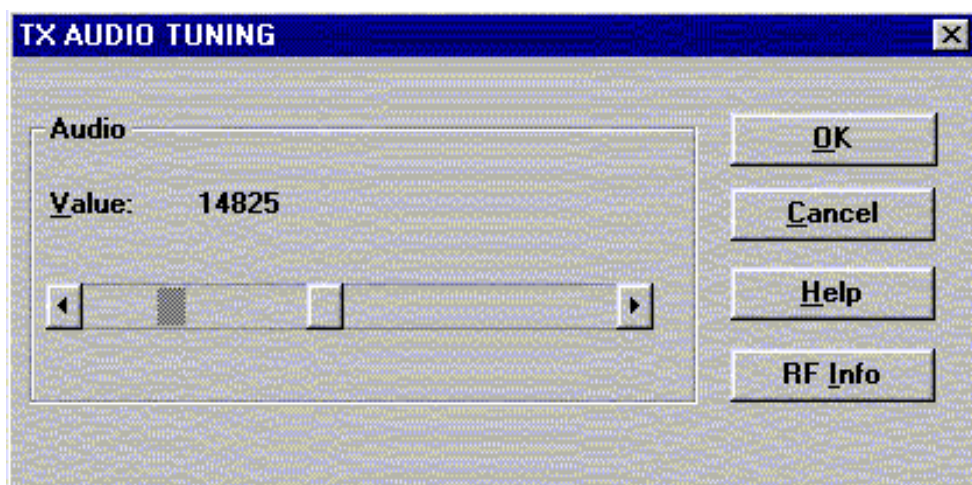 TX AUDIO TUNING
Audio
Value: 14825
OK
Cancel
Help
RF Info